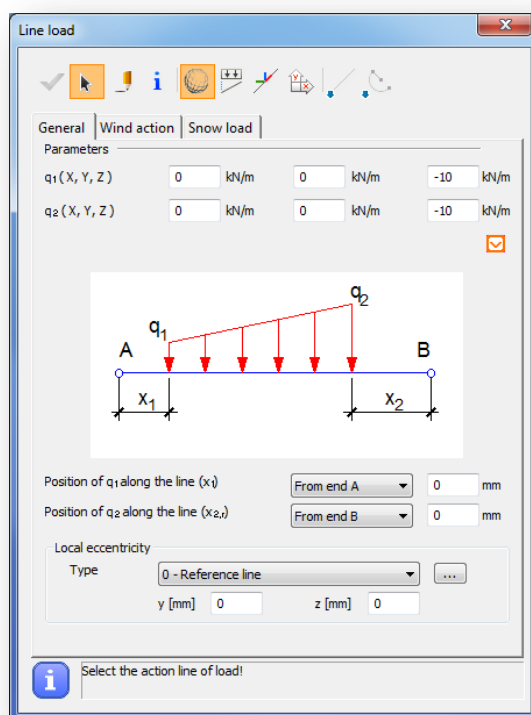 Line load
General Wind action Snow load
Parameters
q₁ (X, Y, Z) 0 kN/m 0 kN/m -10 kN/m
q₂ (X, Y, Z) 0 kN/m 0 kN/m -10 kN/m
q₂
q₁
A B
x₁ x₂
Position of q₁ along the line (x₁) From end A 0 mm
Position of q₂ along the line (x₂,ᵣ) From end B 0 mm
Local eccentricity
Type 0 - Reference line ...
y [mm] 0 z [mm] 0
Select the action line of load!